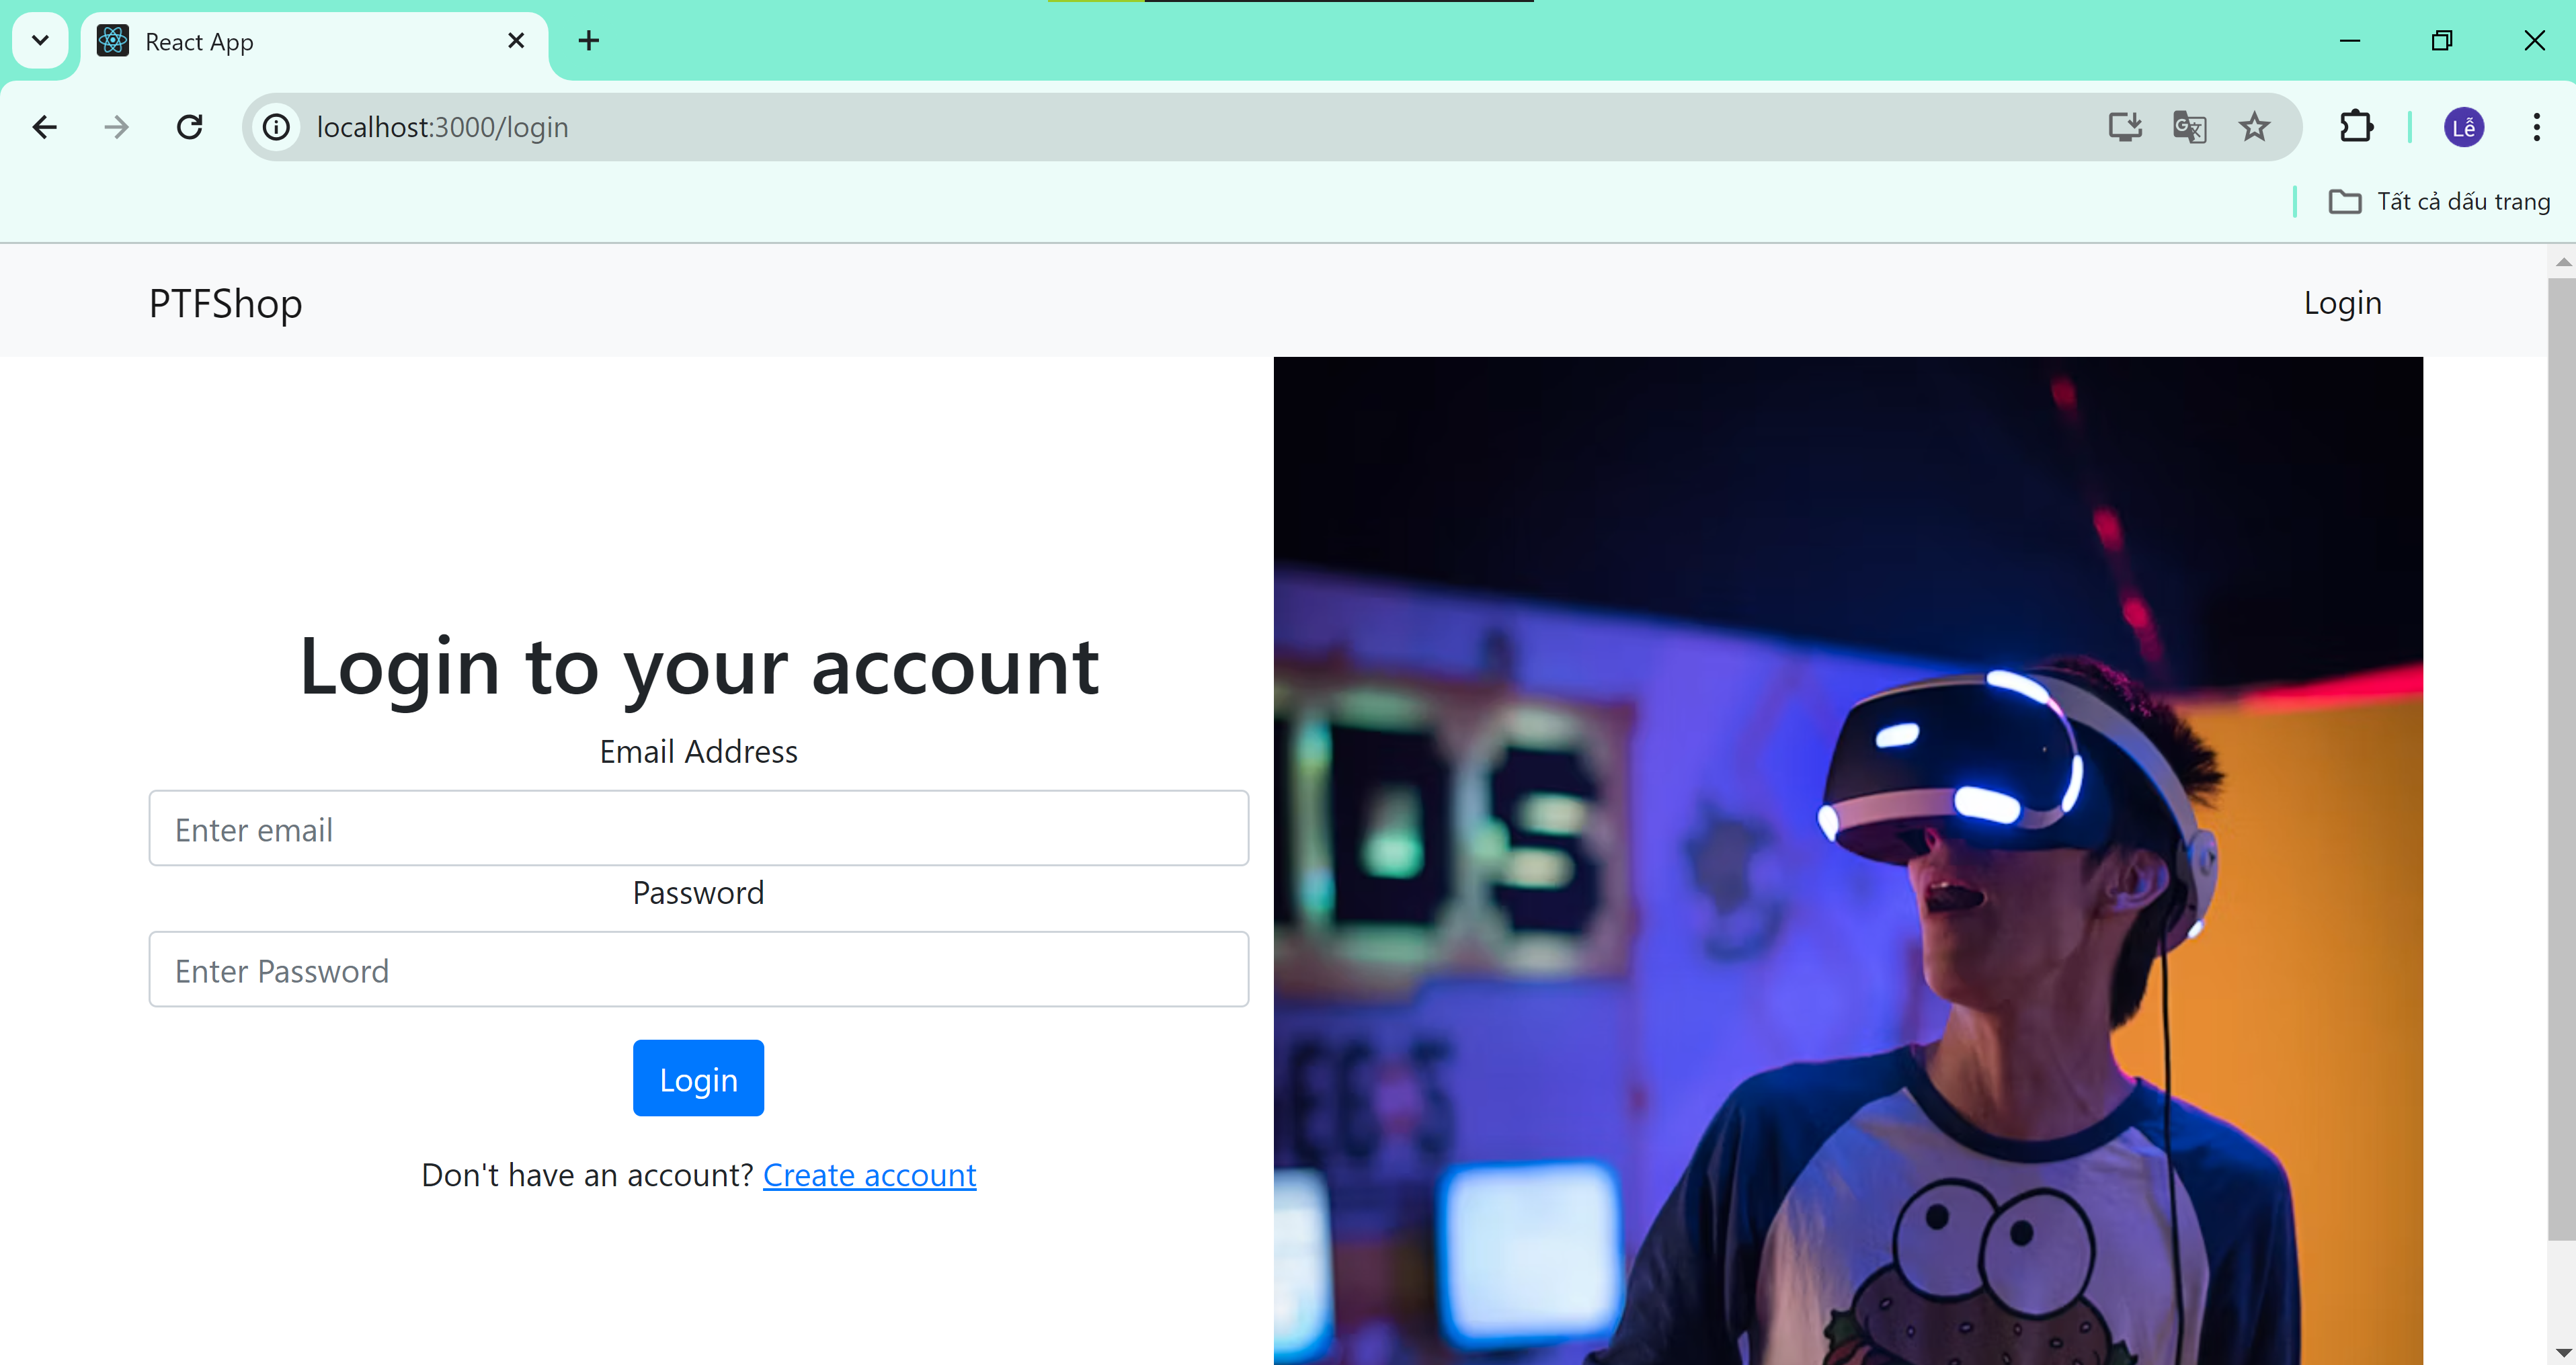 React App
localhost:3000/login
Lễ
Tất cả dấu trang
PTFShop
Login
Login to your account
Email Address
Enter email
Password
Enter Password
Login
Don't have an account? Create account